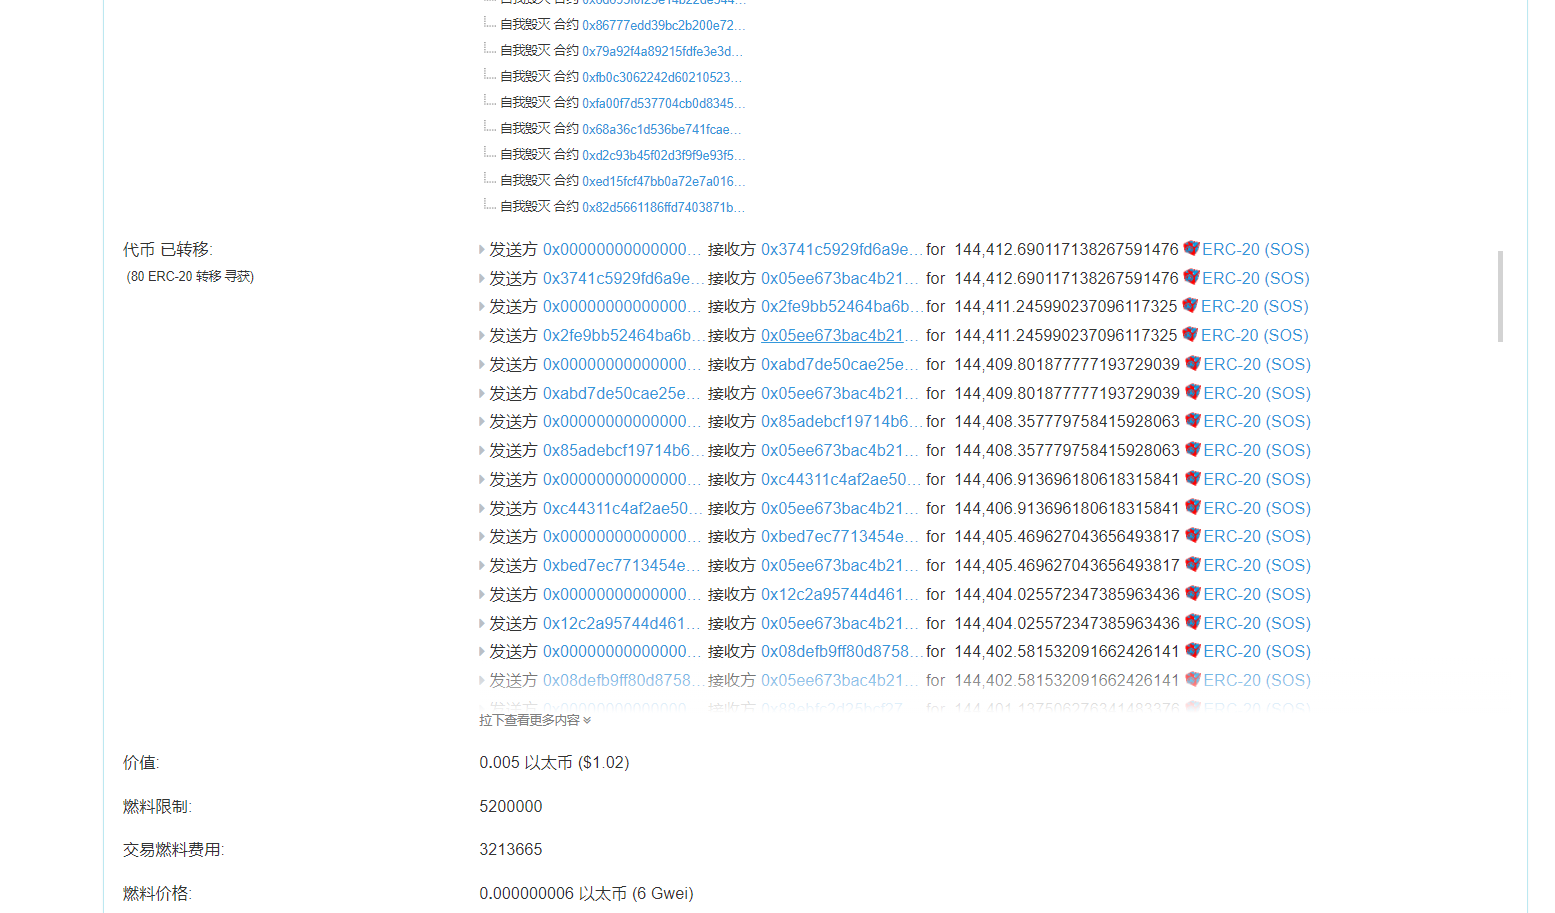 自我毁灭 合约 0x86777edd39bc2b200e72...
自我毁灭 合约 0x79a92f4a89215fdfe3e3d...
自我毁灭 合约 0xfb0c3062242d60210523...
自我毁灭 合约 0xfa00f7d537704cb0d8345...
自我毁灭 合约 0x68a36c1d536be741fcae...
自我毁灭 合约 0xd2c93b45f02d3f9f9e93f5...
自我毁灭 合约 0xed15fcf47bb0a72e7a016...
自我毁灭 合约 0x82d5661186ffd7403871b...
代币 已转移:
(80 ERC-20 转移 寻获)
发送方 0x00000000000000... 接收方 0x3741c5929fd6a9e... for 144,412.690117138267591476 ERC-20 (SOS)
发送方 0x3741c5929fd6a9e... 接收方 0x05ee673bac4b21... for 144,412.690117138267591476 ERC-20 (SOS)
发送方 0x00000000000000... 接收方 0x2fe9bb52464ba6b... for 144,411.245990237096117325 ERC-20 (SOS)
发送方 0x2fe9bb52464ba6b... 接收方 0x05ee673bac4b21... for 144,411.245990237096117325 ERC-20 (SOS)
发送方 0x00000000000000... 接收方 0xabd7de50cae25e... for 144,409.801877777193729039 ERC-20 (SOS)
发送方 0xabd7de50cae25e... 接收方 0x05ee673bac4b21... for 144,409.801877777193729039 ERC-20 (SOS)
发送方 0x00000000000000... 接收方 0x85adebcf19714b6... for 144,408.357779758415928063 ERC-20 (SOS)
发送方 0x85adebcf19714b6... 接收方 0x05ee673bac4b21... for 144,408.357779758415928063 ERC-20 (SOS)
发送方 0x00000000000000... 接收方 0xc44311c4af2ae50... for 144,406.913696180618315841 ERC-20 (SOS)
发送方 0xc44311c4af2ae50... 接收方 0x05ee673bac4b21... for 144,406.913696180618315841 ERC-20 (SOS)
发送方 0x00000000000000... 接收方 0xbed7ec7713454e... for 144,405.469627043656493817 ERC-20 (SOS)
发送方 0xbed7ec7713454e... 接收方 0x05ee673bac4b21... for 144,405.469627043656493817 ERC-20 (SOS)
发送方 0x00000000000000... 接收方 0x12c2a95744d461... for 144,404.025572347385963436 ERC-20 (SOS)
发送方 0x12c2a95744d461... 接收方 0x05ee673bac4b21... for 144,404.025572347385963436 ERC-20 (SOS)
发送方 0x00000000000000... 接收方 0x08defb9ff80d8758... for 144,402.581532091662426141 ERC-20 (SOS)
发送方 0x08defb9ff80d8758... 接收方 0x05ee673bac4b21... for 144,402.581532091662426141 ERC-20 (SOS)
拉下查看更多内容
价值:
0.005 以太币 ($1.02)
燃料限制:
5200000
交易燃料费用:
3213665
燃料价格:
0.000000006 以太币 (6 Gwei)